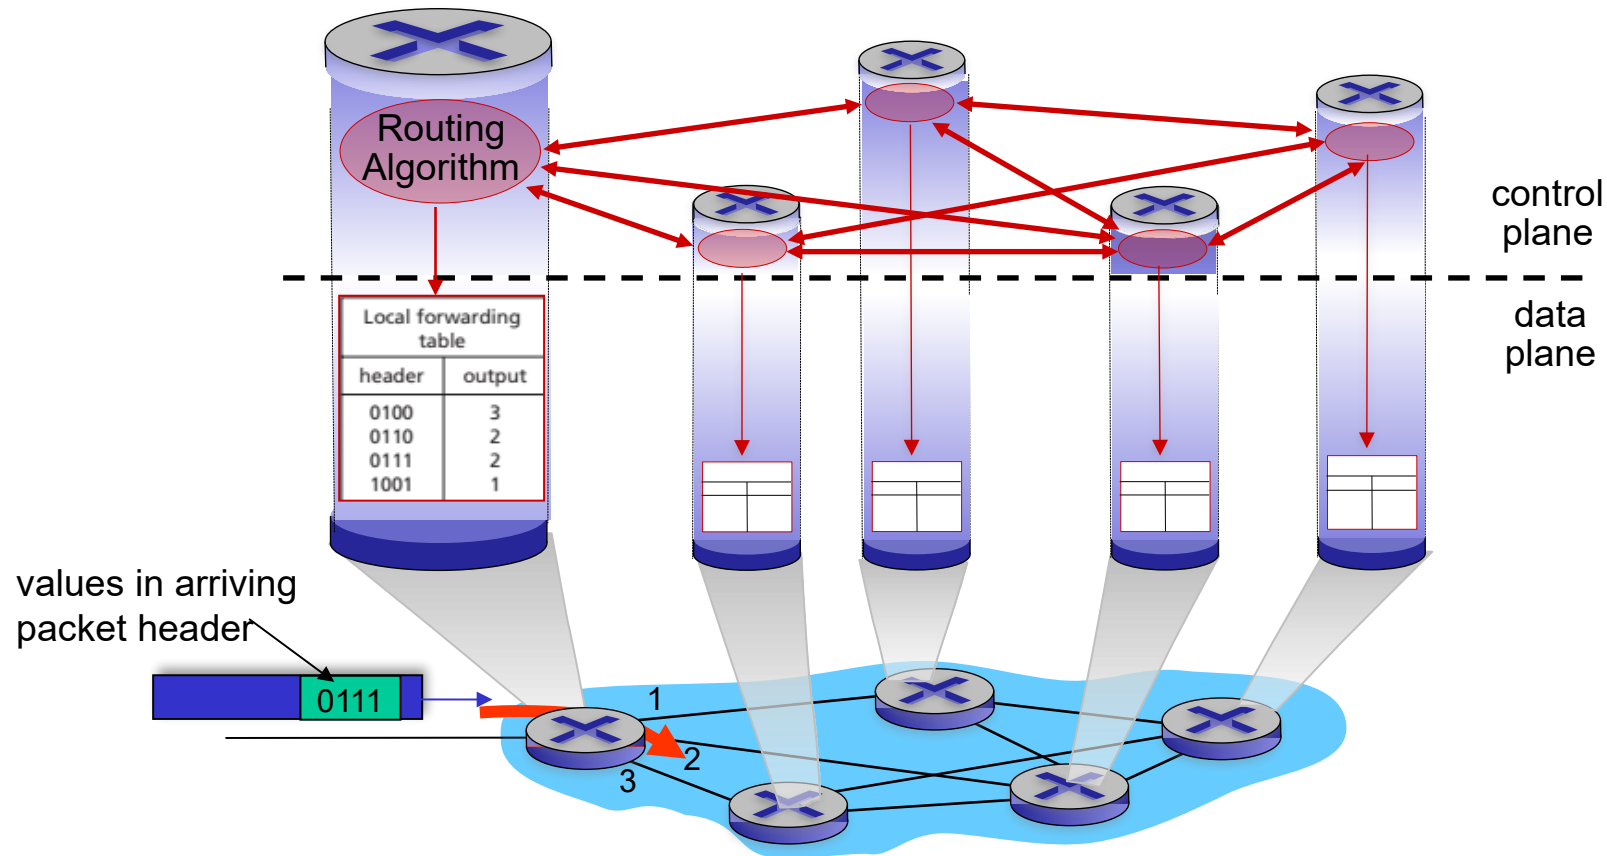 Routing
Algorithm
control
plane
data
plane
Local forwarding
table
header output
0100 3
0110 2
0111 2
1001 1
values in arriving
packet header
0111
1
2
3